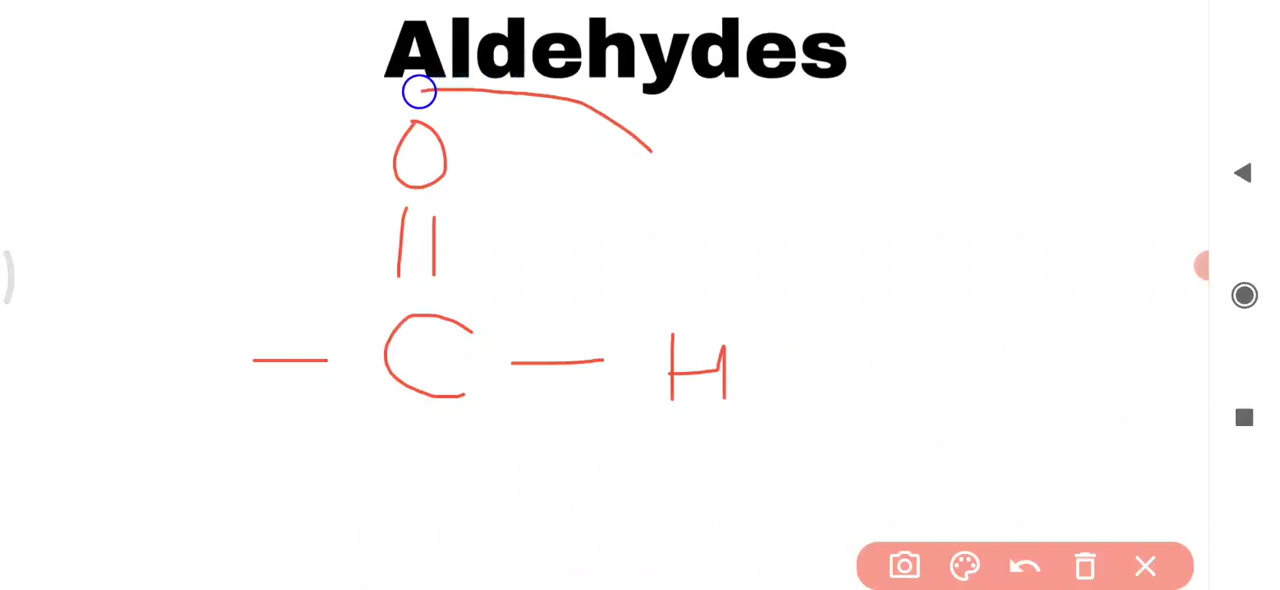 Aldehydes
O
||
— C — H